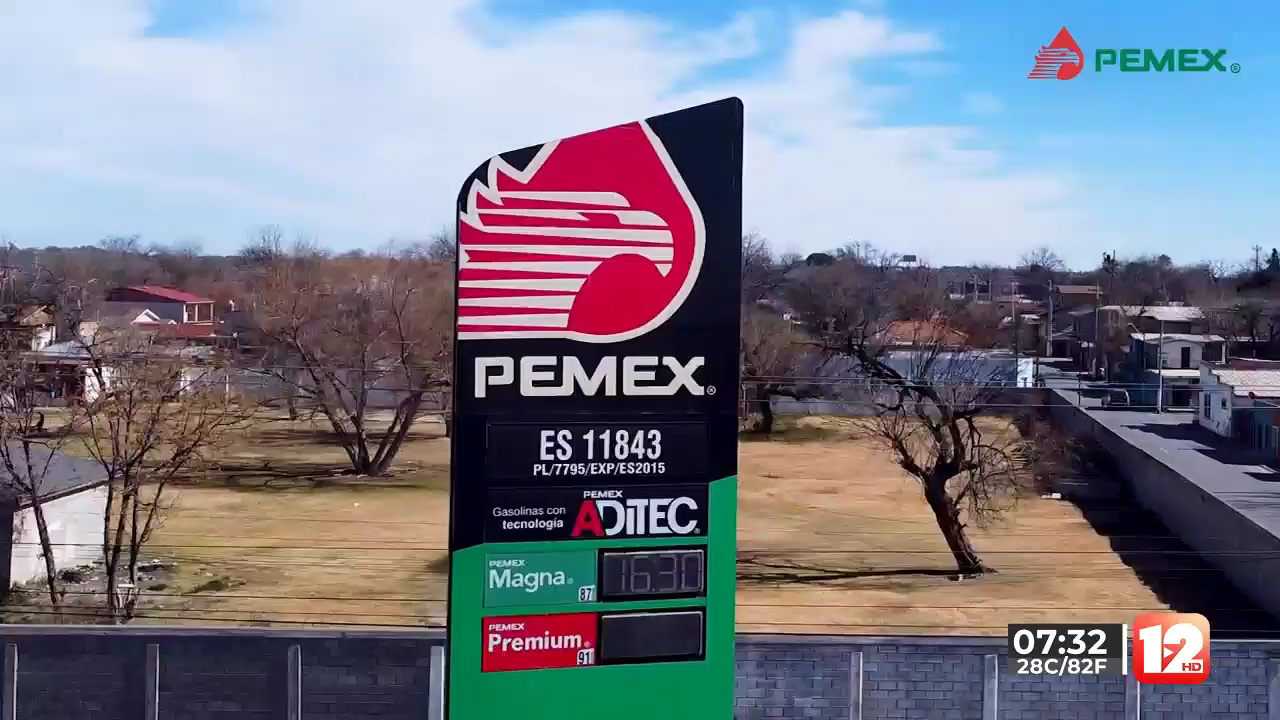 PEMEX
PEMEX
ES 11843
PL/7795/EXP/ES2015
Gasolinas con
tecnología
PEMEX
ADiTEC
PEMEX
Magna
87
16.30
PEMEX
Premium
91
07:32
28C/82F
12
HD